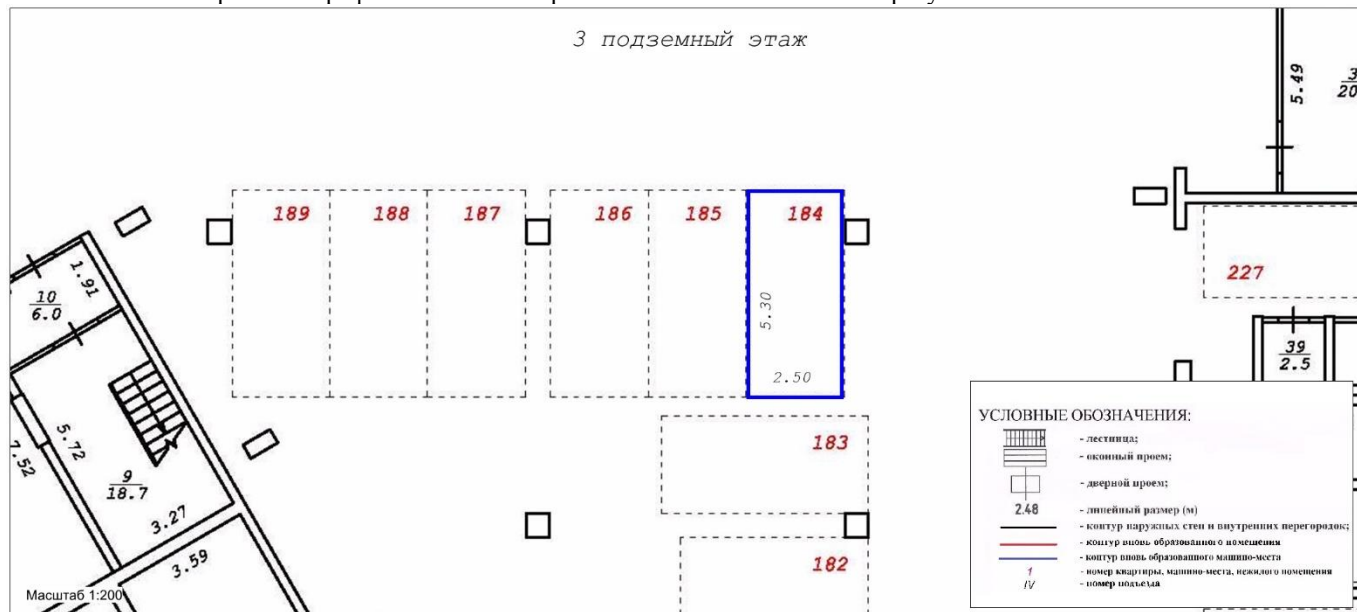 3 подземный этаж
5.49
3
20
189
188
187
186
185
184
227
1.91
10
6.0
5.30
2.50
39
2.5
183
5.72
7.52
9
18.7
3.27
3.59
182
Масштаб 1:200
УСЛОВНЫЕ ОБОЗНАЧЕНИЯ:
- лестница;
- оконный проем;
- дверной проем;
2.48 - линейный размер (м)
- контур наружных стен и внутренних перегородок;
- контур вновь образованного помещения
- контур вновь образованного машино-места
1 - номер квартиры, машино-места, нежилого помещения
IV - номер подъезда